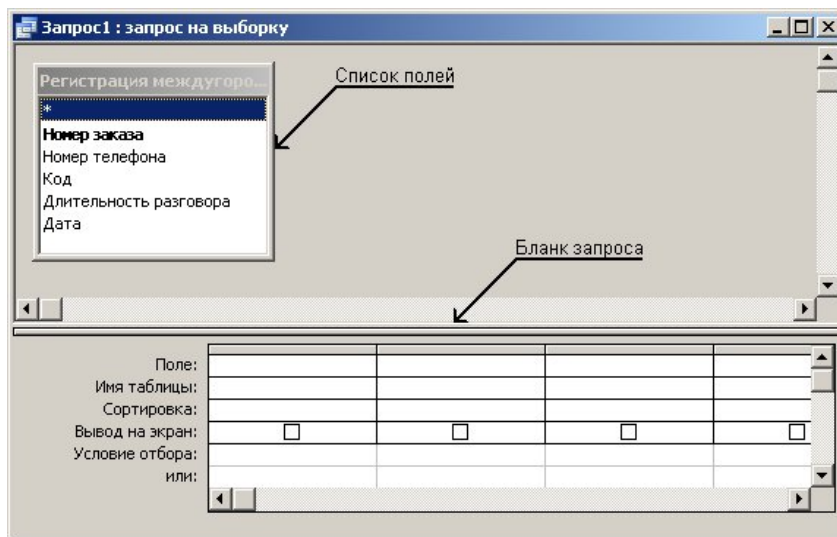 Запрос1 : запрос на выборку
Регистрация междугоро...
Список полей
*
Номер заказа
Номер телефона
Код
Длительность разговора
Дата
Бланк запроса
Поле:
Имя таблицы:
Сортировка:
Вывод на экран:
Условие отбора:
или: